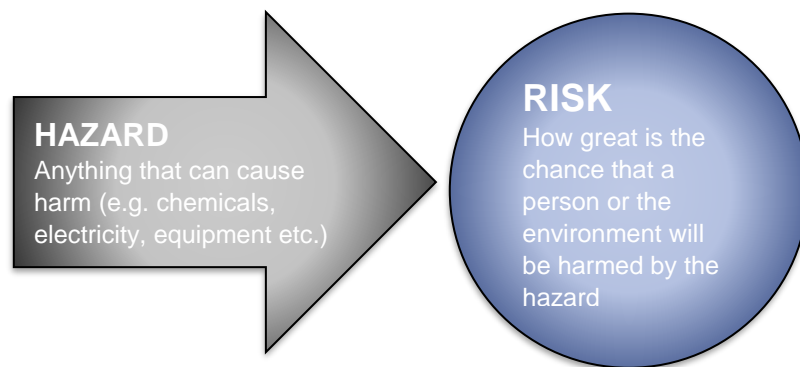 HAZARD
Anything that can cause
harm (e.g. chemicals,
electricity, equipment etc.)
RISK
How great is the
chance that a
person or the
environment will
be harmed by the
hazard